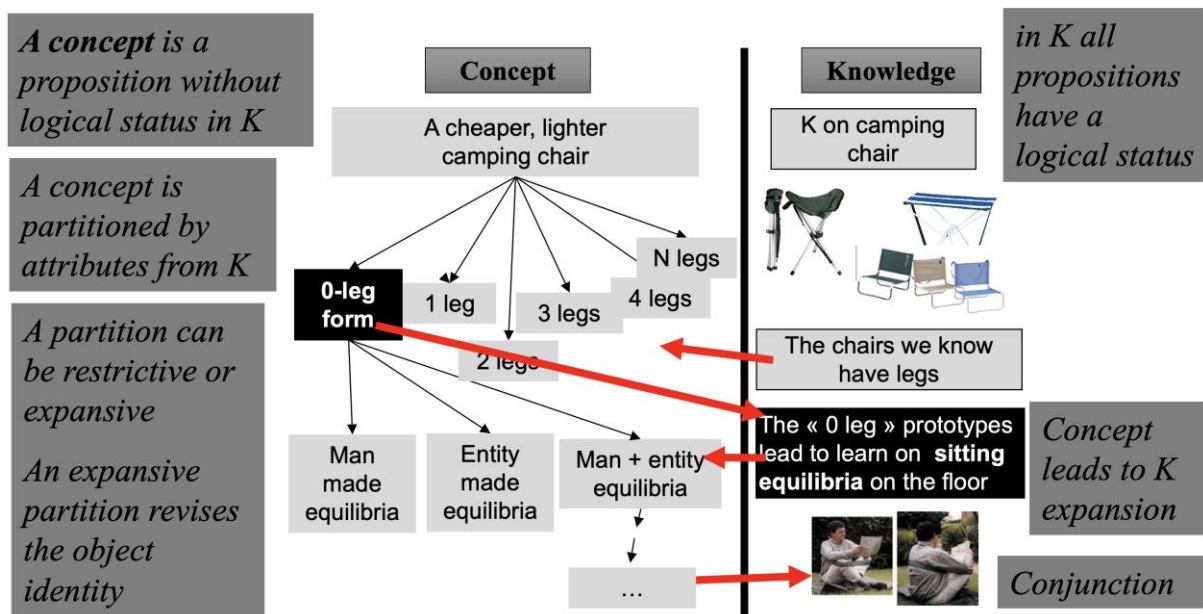 A concept is a
proposition without
logical status in K
A concept is
partitioned by
attributes from K
A partition can
be restrictive or
expansive
An expansive
partition revises
the object
identity
Concept
A cheaper, lighter
camping chair
0-leg
form
1 leg
2 legs
3 legs
4 legs
N legs
Man
made
equilibria
Entity
made
equilibria
Man + entity
equilibria
...
Knowledge
K on camping
chair
The chairs we know
have legs
The « 0 leg » prototypes
lead to learn on sitting
equilibria on the floor
in K all
propositions
have a
logical status
Concept
leads to K
expansion
Conjunction